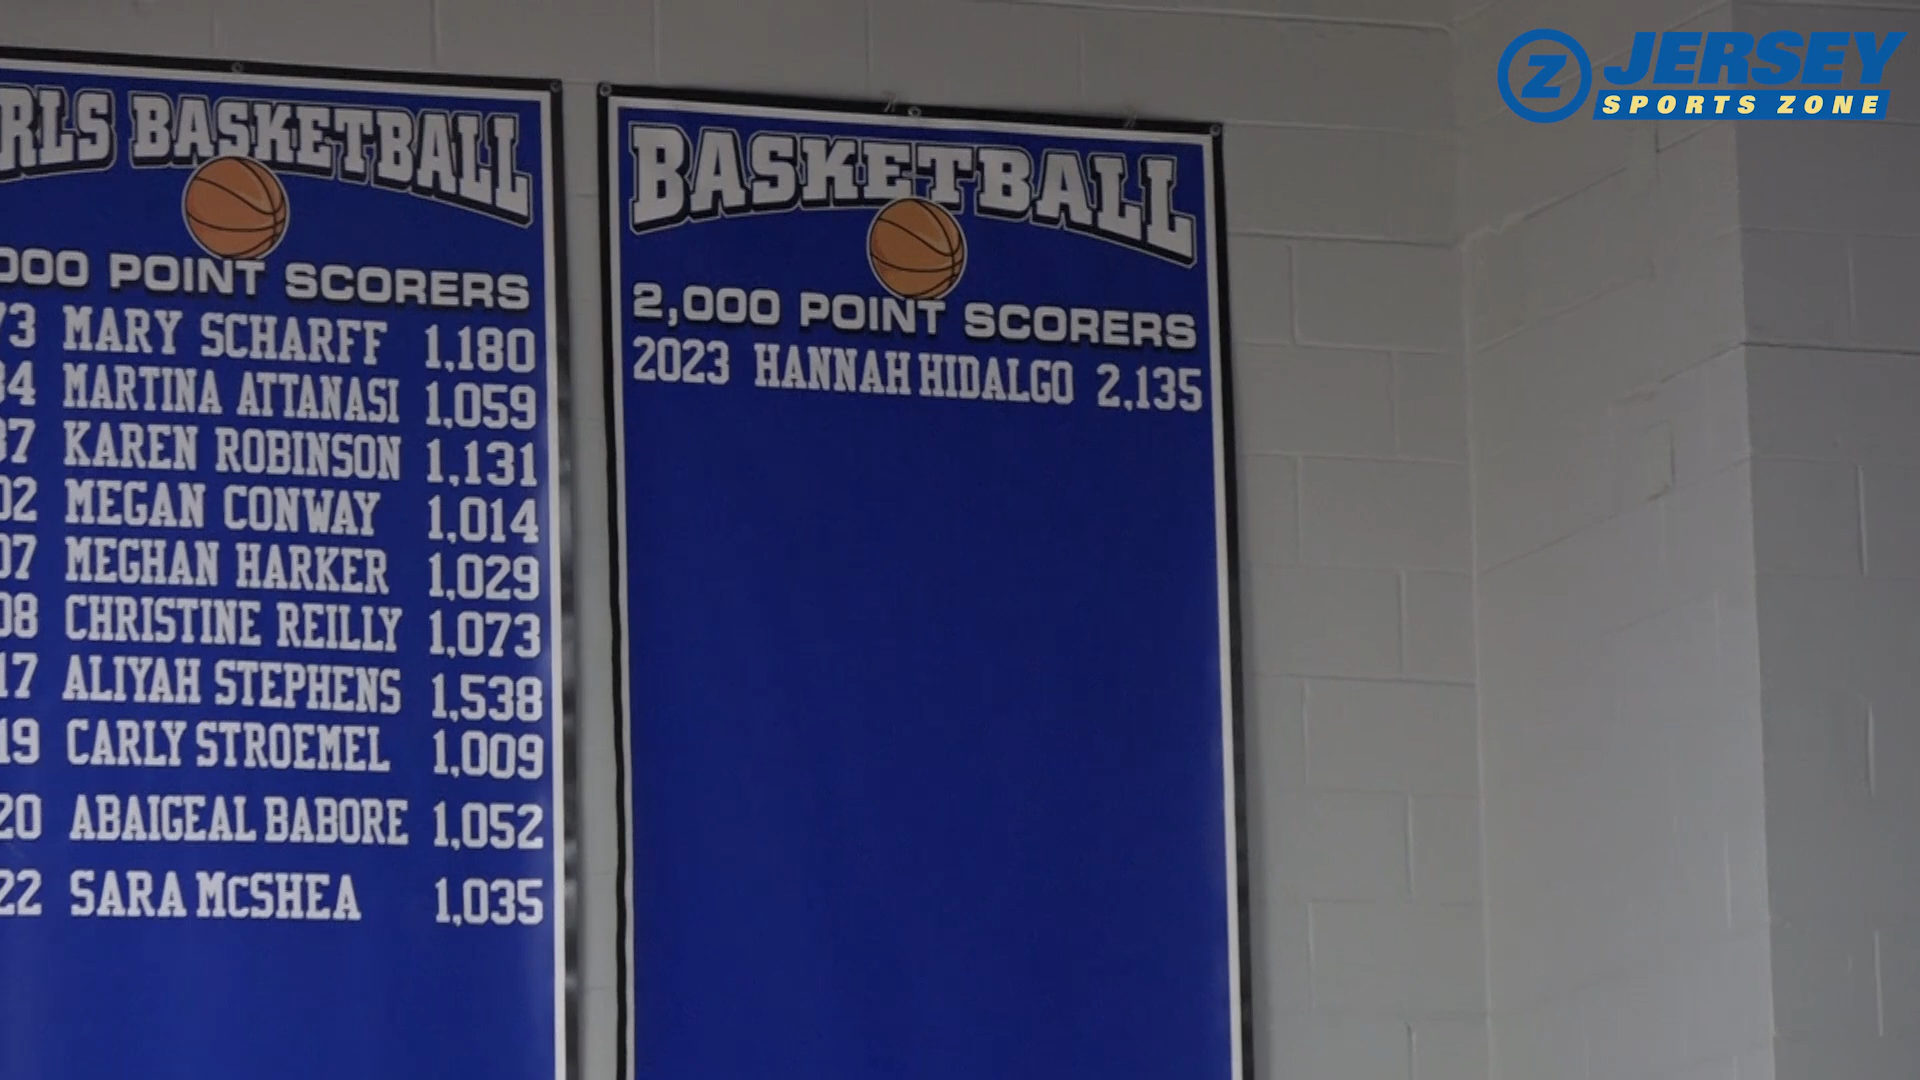 RLS BASKETBALL
000 POINT SCORERS
73 MARY SCHARFF 1,180
84 MARTINA ATTANASI 1,059
87 KAREN ROBINSON 1,131
02 MEGAN CONWAY 1,014
07 MEGHAN HARKER 1,029
08 CHRISTINE REILLY 1,073
17 ALIYAH STEPHENS 1,538
19 CARLY STROEMEL 1,009
20 ABAIGEAL BABORE 1,052
22 SARA McSHEA 1,035
BASKETBALL
2,000 POINT SCORERS
2023 HANNAH HIDALGO 2,135
Z JERSEY
SPORTS ZONE